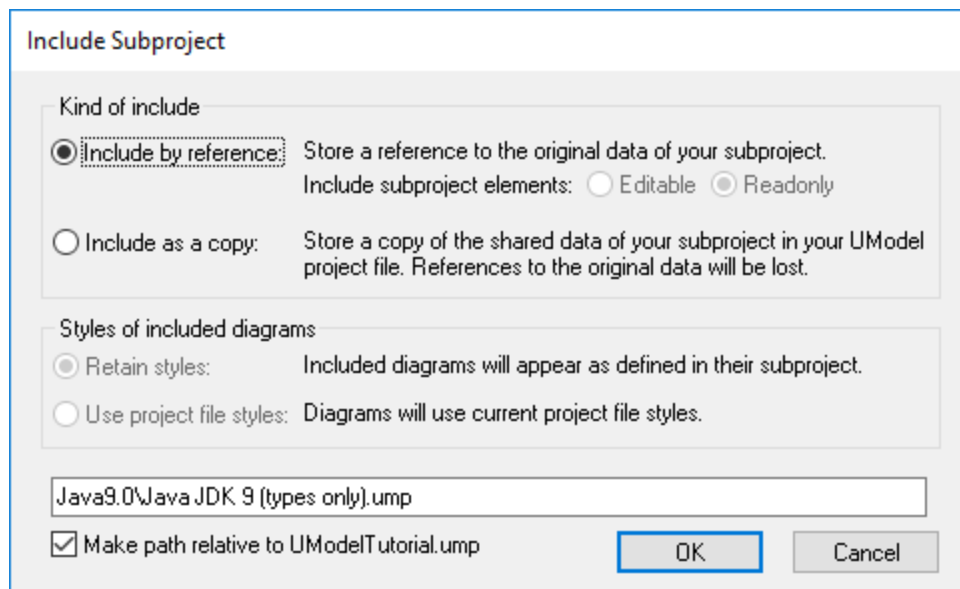 Include Subproject
Kind of include
Include by reference: Store a reference to the original data of your subproject.
Include subproject elements: Editable Readonly
Include as a copy: Store a copy of the shared data of your subproject in your UModel
project file. References to the original data will be lost.
Styles of included diagrams
Retain styles: Included diagrams will appear as defined in their subproject.
Use project file styles: Diagrams will use current project file styles.
Java9.0\Java JDK 9 (types only).ump
Make path relative to UModelTutorial.ump
OK Cancel